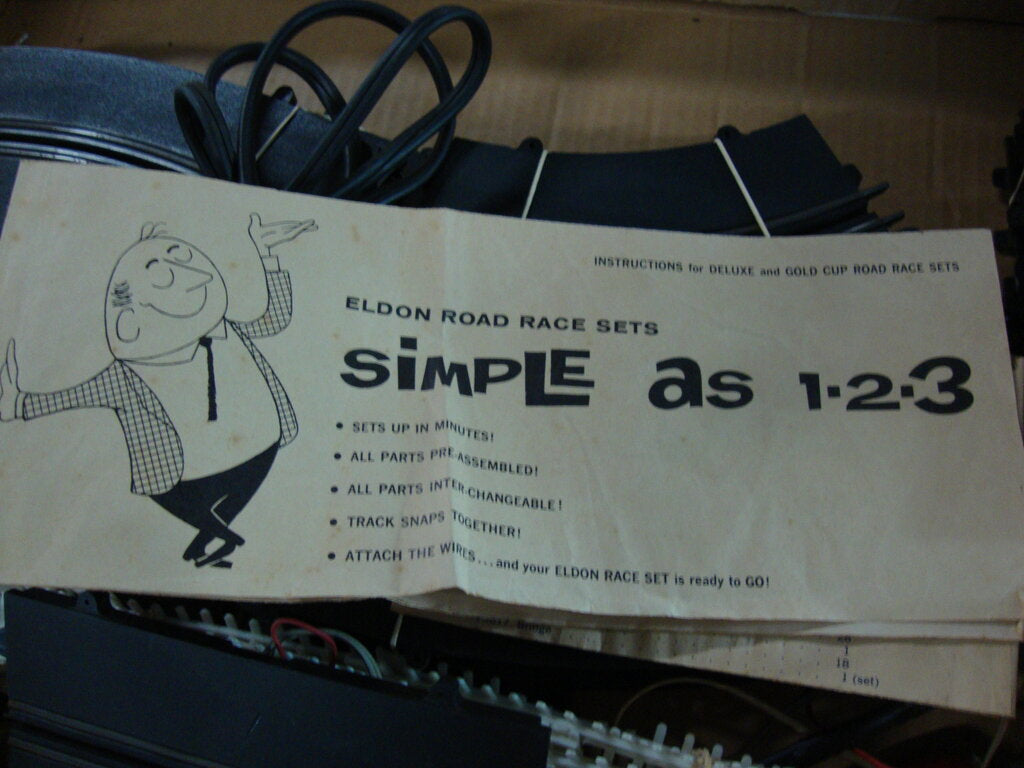 INSTRUCTIONS for DELUXE and GOLD CUP ROAD RACE SETS
ELDON ROAD RACE SETS
SiMPLE as 1·2·3
• SETS UP IN MINUTES!
• ALL PARTS PRE-ASSEMBLED!
• ALL PARTS INTER-CHANGEABLE!
• TRACK SNAPS TOGETHER!
• ATTACH THE WIRES...and your ELDON RACE SET is ready to GO!
1
18
1 (set)